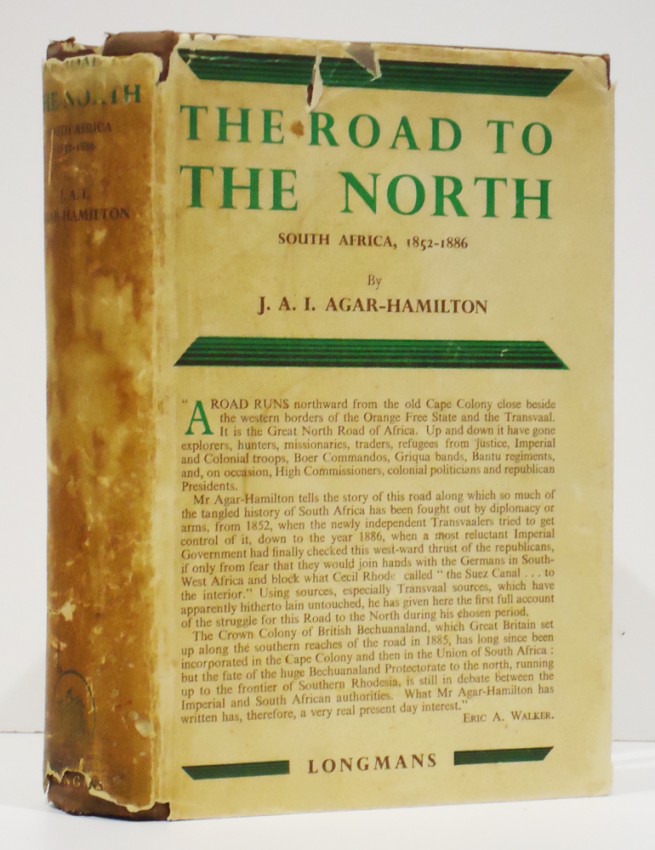 THE NORTH
SOUTH AFRICA
J. A. I.
AGAR-HAMILTON
THE ROAD TO
THE NORTH
SOUTH AFRICA, 1852-1886
By
J. A. I. AGAR-HAMILTON
"A ROAD RUNS northward from the old Cape Colony close beside
the western borders of the Orange Free State and the Transvaal.
It is the Great North Road of Africa. Up and down it have gone
explorers, hunters, missionaries, traders, refugees from justice, Imperial
and Colonial troops, Boer Commandos, Griqua bands, Bantu regiments,
and, on occasion, High Commissioners, colonial politicians and republican
Presidents.
Mr Agar-Hamilton tells the story of this road along which so much of
the tangled history of South Africa has been fought out by diplomacy or
arms, from 1852, when the newly independent Transvaalers tried to get
control of it, down to the year 1886, when a most reluctant Imperial
Government had finally checked this west-ward thrust of the republicans,
if only from fear that they would join hands with the Germans in South-
West Africa and block what Cecil Rhode called "the Suez Canal . . . to
the interior." Using sources, especially Transvaal sources, which have
apparently hitherto lain untouched, he has given here the first full account
of the struggle for this Road to the North during his chosen period.
The Crown Colony of British Bechuanaland, which Great Britain set
up along the southern reaches of the road in 1885, has long since been
incorporated in the Cape Colony and then in the Union of South Africa :
but the fate of the huge Bechuanaland Protectorate to the north, running
up to the frontier of Southern Rhodesia, is still in debate between the
Imperial and South African authorities. What Mr Agar-Hamilton has
written has, therefore, a very real present day interest."
ERIC A. WALKER.
LONGMANS